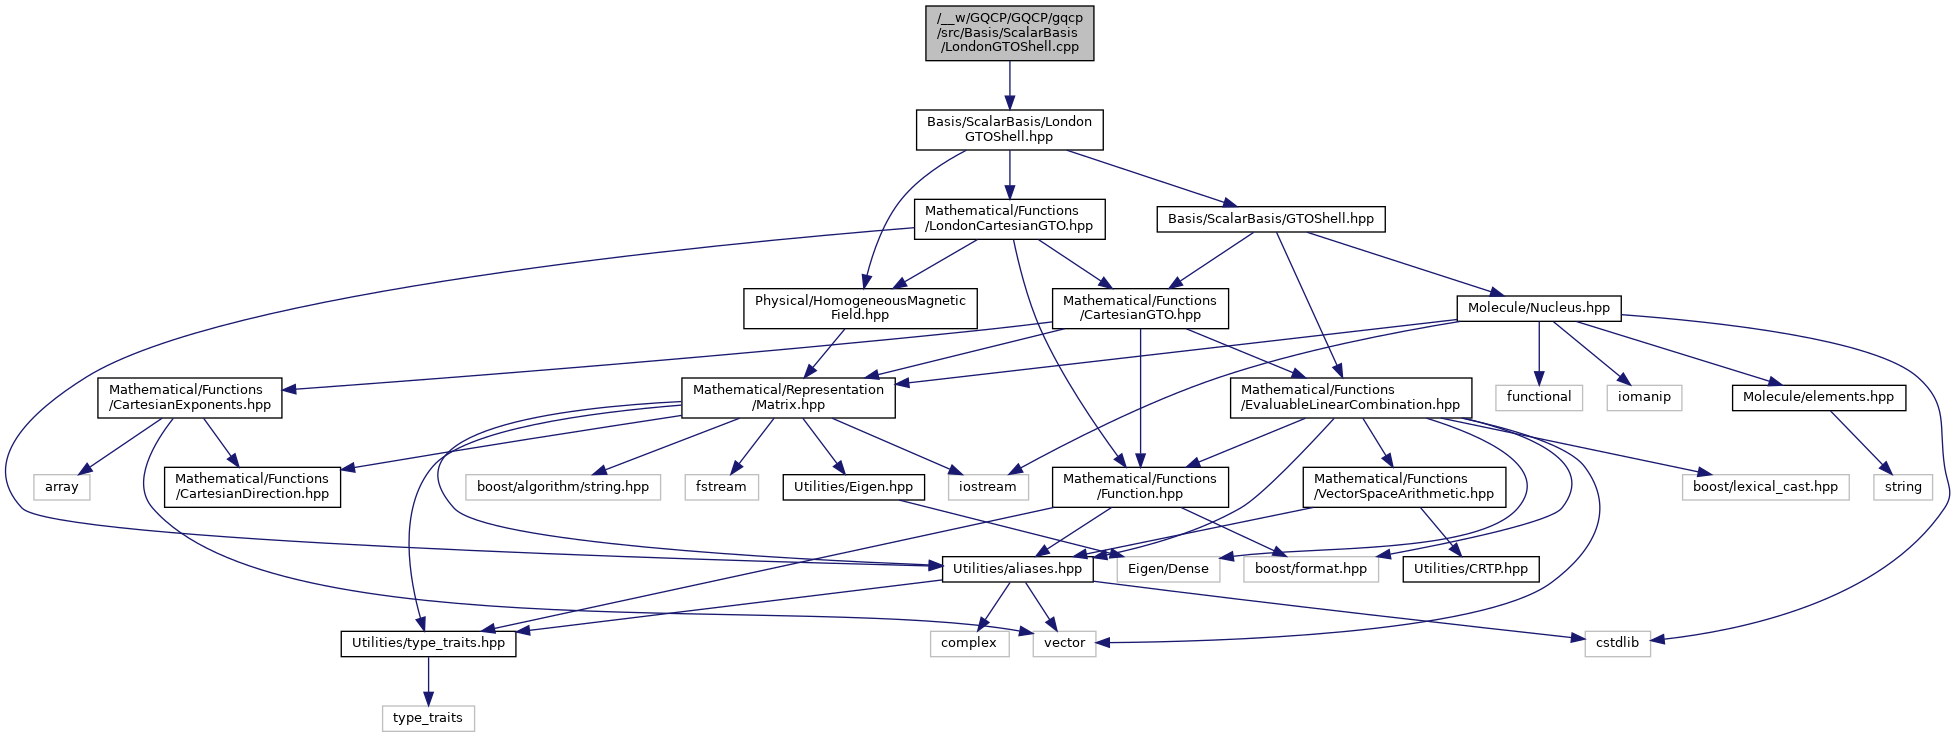 /__w/GQCP/GQCP/gqcp
/src/Basis/ScalarBasis
/LondonGTOShell.cpp
Basis/ScalarBasis/London
GTOShell.hpp
Mathematical/Functions
/LondonCartesianGTO.hpp
Basis/ScalarBasis/GTOShell.hpp
Physical/HomogeneousMagnetic
Field.hpp
Mathematical/Functions
/CartesianGTO.hpp
Molecule/Nucleus.hpp
Mathematical/Functions
/CartesianExponents.hpp
Mathematical/Representation
/Matrix.hpp
Mathematical/Functions
/EvaluableLinearCombination.hpp
functional
iomanip
Molecule/elements.hpp
array
Mathematical/Functions
/CartesianDirection.hpp
boost/algorithm/string.hpp
fstream
Utilities/Eigen.hpp
iostream
Mathematical/Functions
/Function.hpp
Mathematical/Functions
/VectorSpaceArithmetic.hpp
boost/lexical_cast.hpp
string
Utilities/aliases.hpp
Eigen/Dense
boost/format.hpp
Utilities/CRTP.hpp
Utilities/type_traits.hpp
complex
vector
cstdlib
type_traits